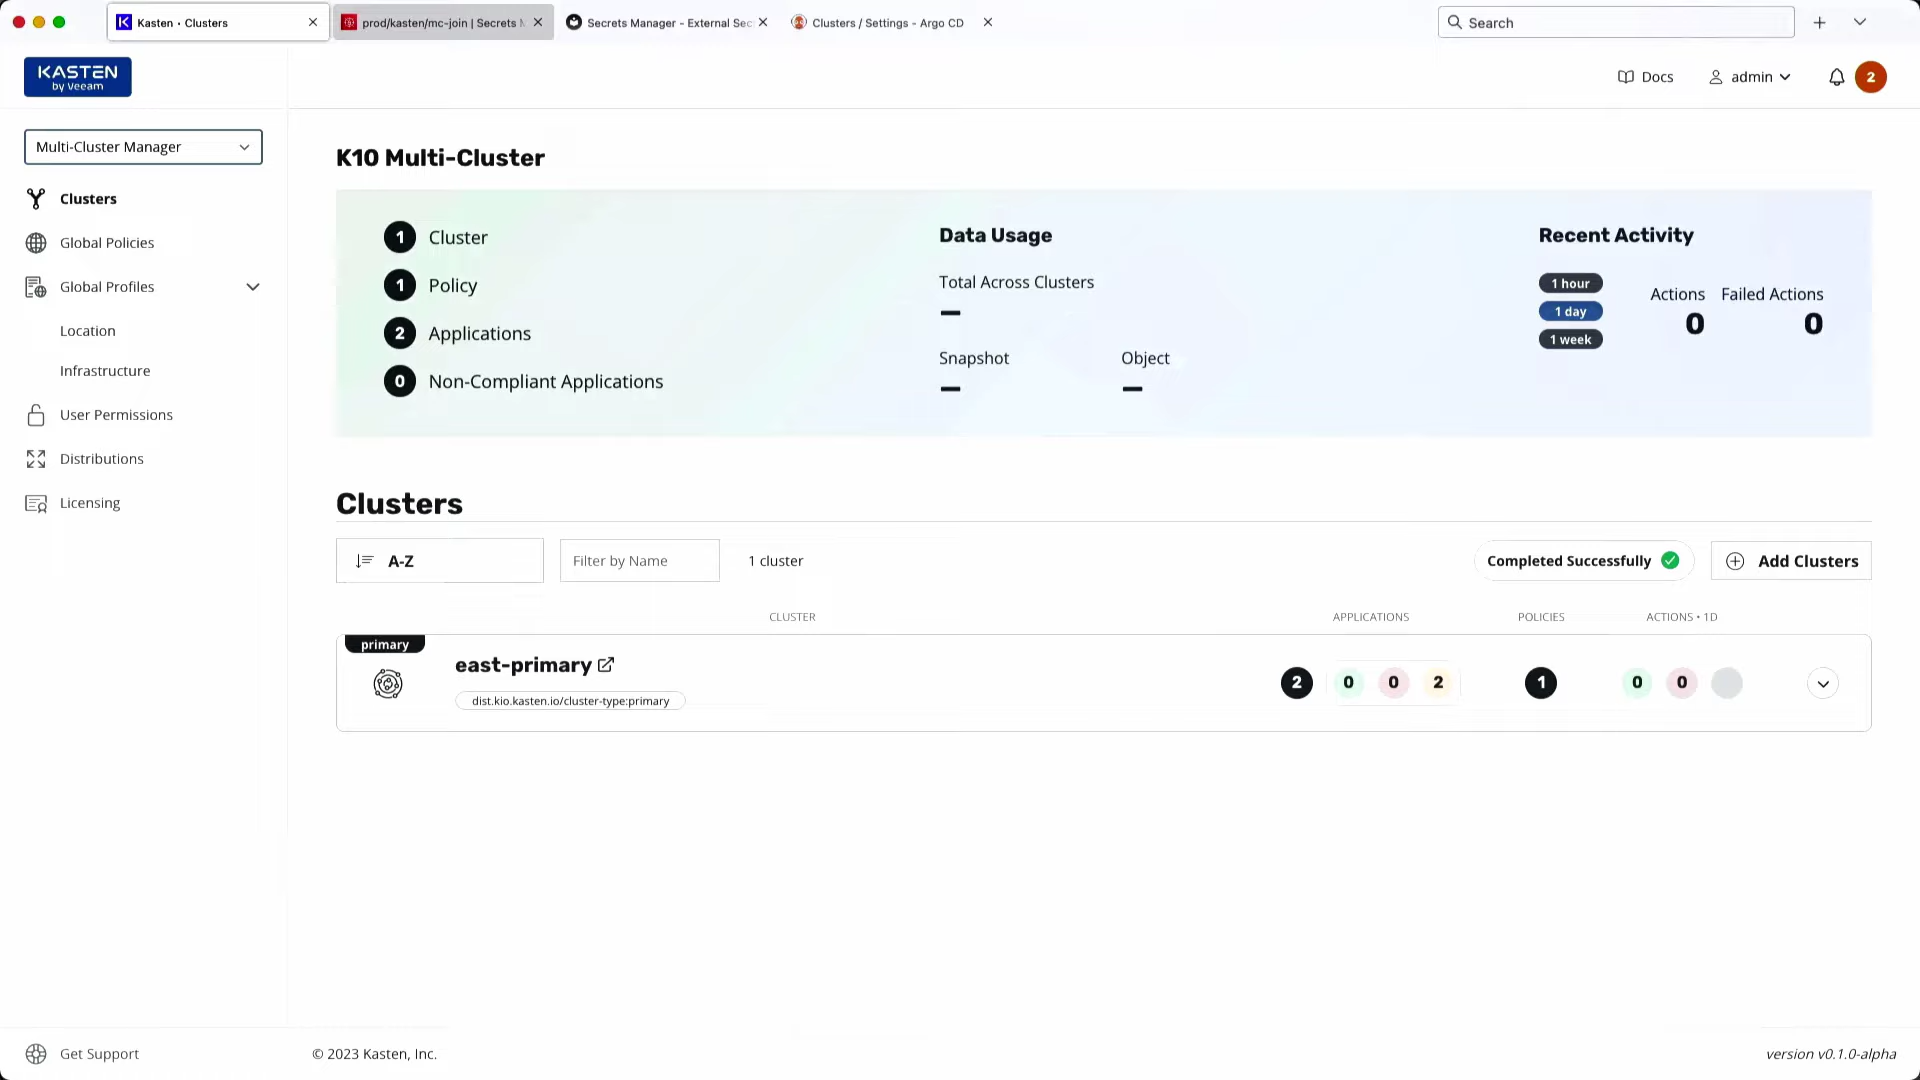 Kasten • Clusters
prod/kasten/mc-join | Secrets M
Secrets Manager - External Sec
Clusters / Settings - Argo CD
Search
KASTEN
by Veeam
Docs
admin
2
Multi-Cluster Manager
Clusters
Global Policies
Global Profiles
Location
Infrastructure
User Permissions
Distributions
Licensing
K10 Multi-Cluster
1 Cluster
1 Policy
2 Applications
0 Non-Compliant Applications
Data Usage
Total Across Clusters
–
Snapshot Object
– –
Recent Activity
1 hour
1 day
1 week
Actions Failed Actions
0 0
Clusters
A-Z
Filter by Name
1 cluster
Completed Successfully
Add Clusters
CLUSTER APPLICATIONS POLICIES ACTIONS • 1D
primary
east-primary
dist.kio.kasten.io/cluster-type:primary
2 0 0 2 1 0 0
Get Support
© 2023 Kasten, Inc.
version v0.1.0-alpha